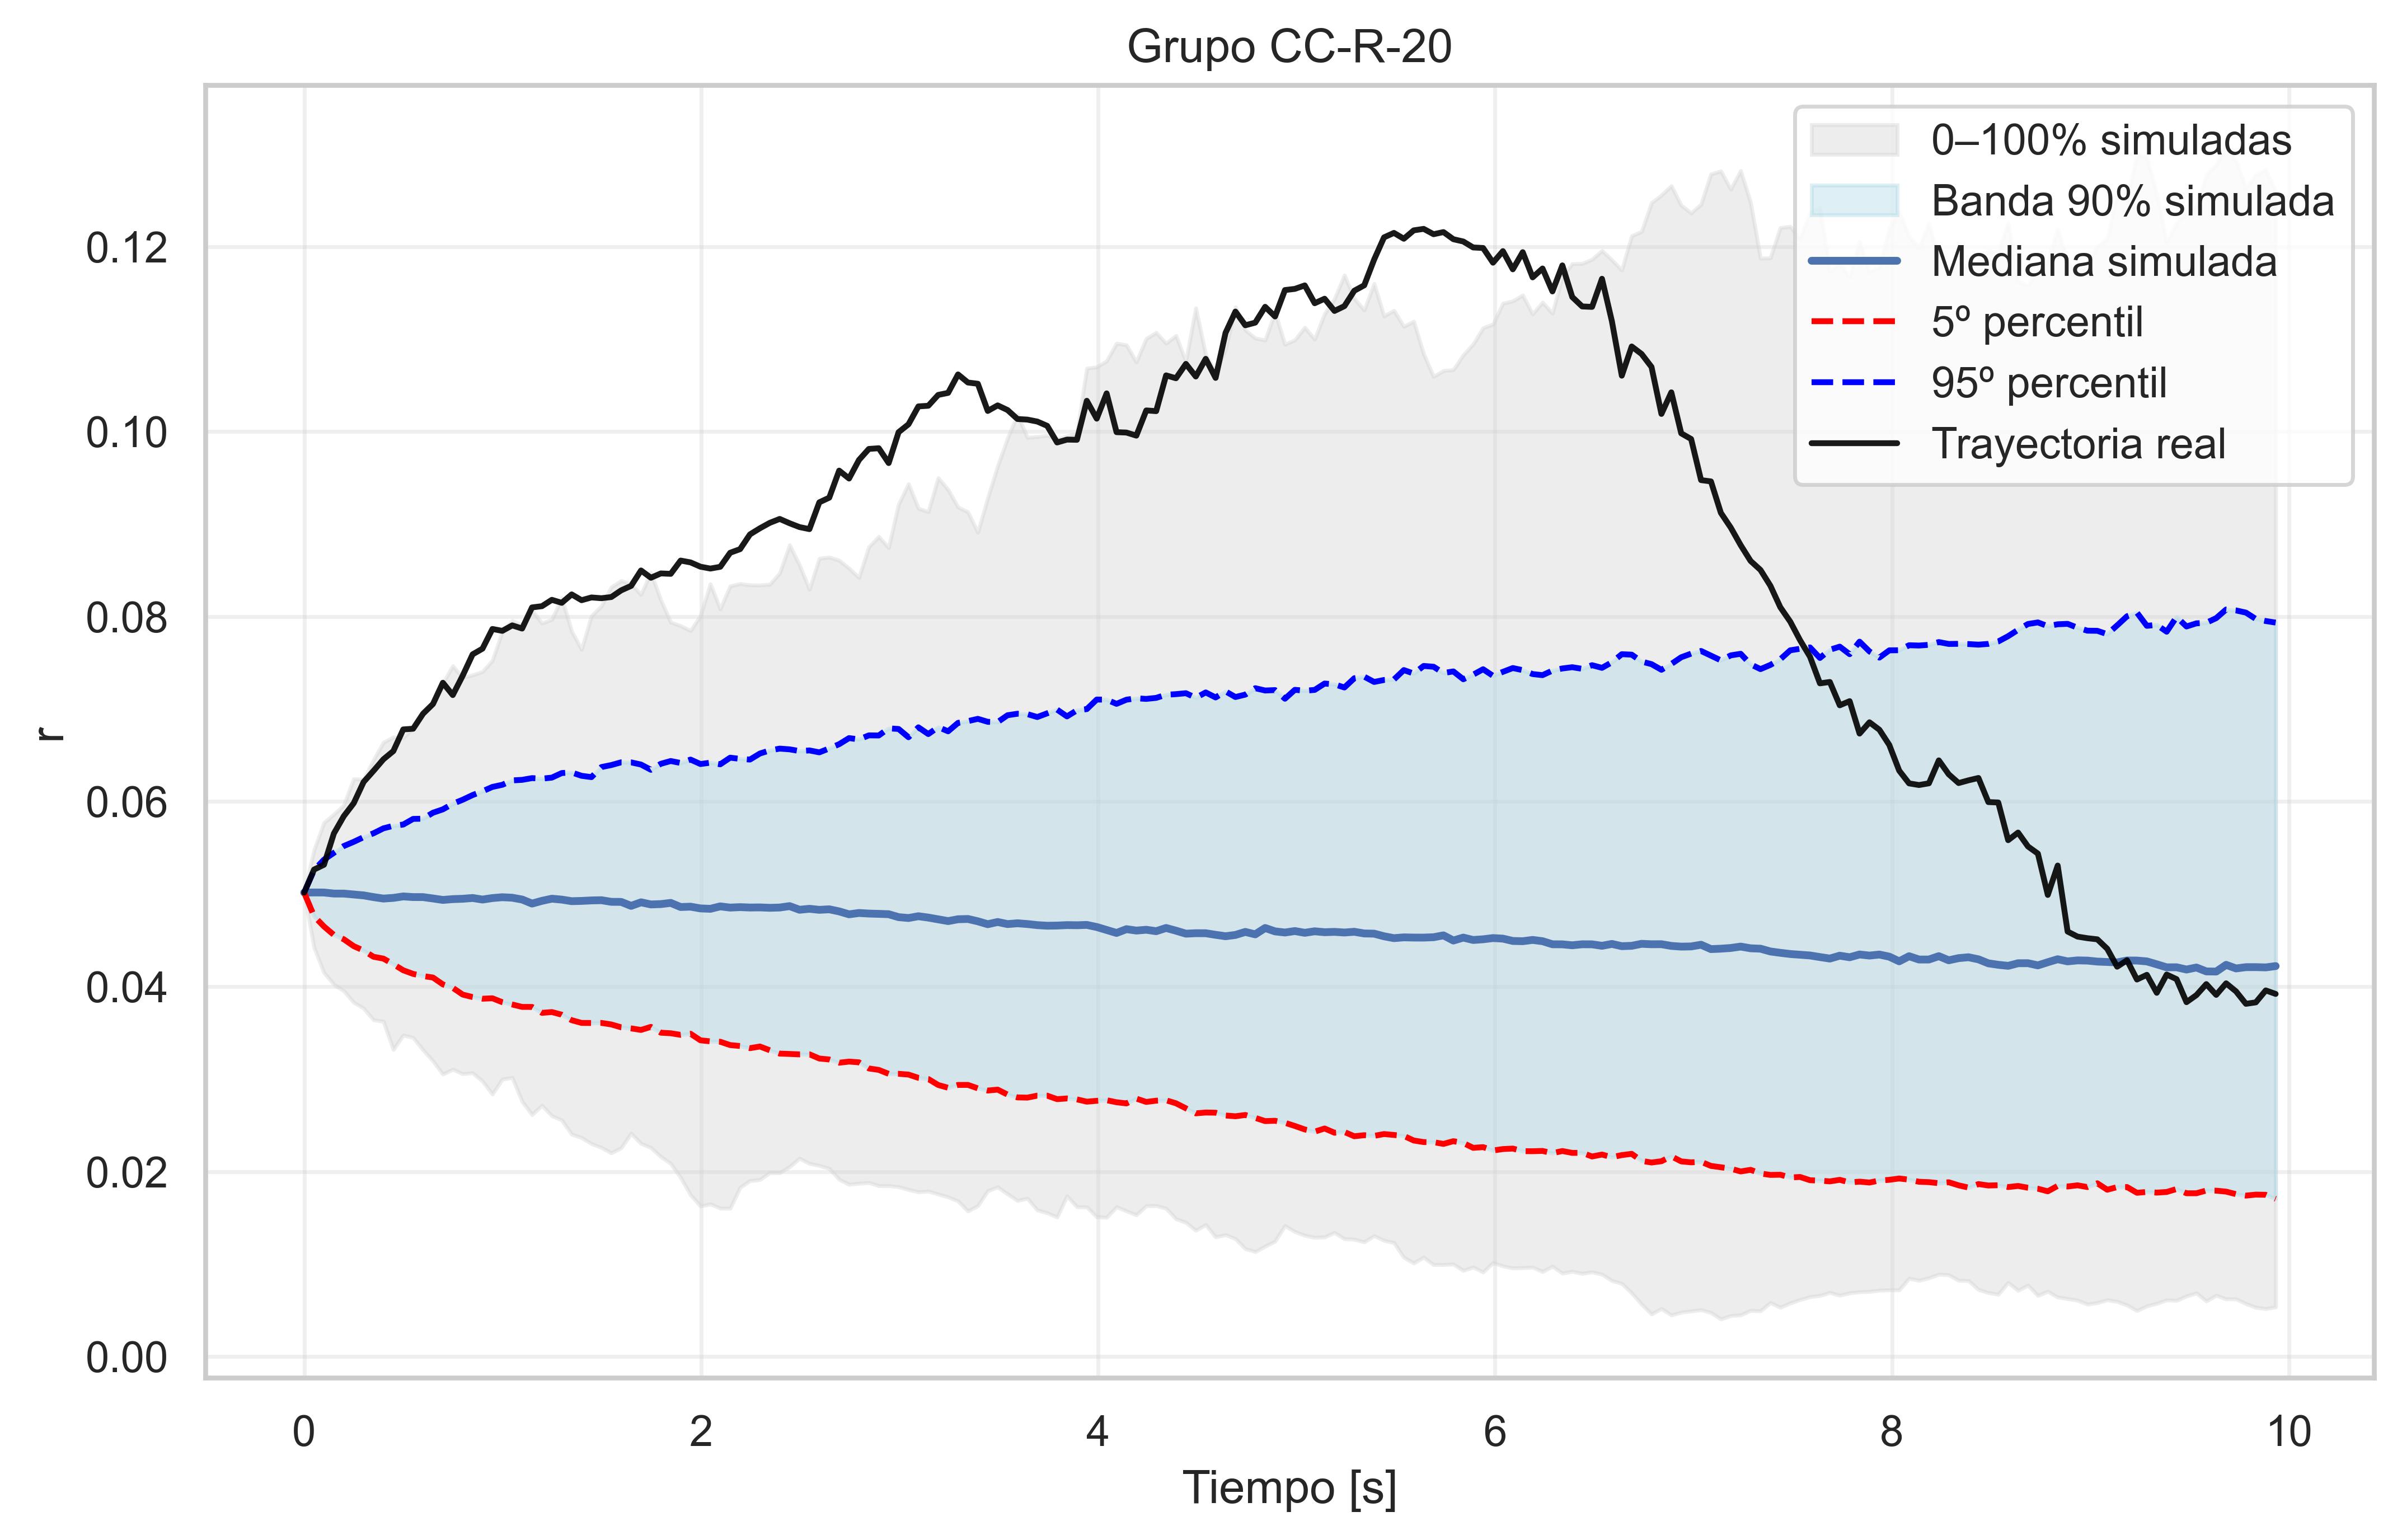 Grupo CC-R-20
0–100% simuladas
Banda 90% simulada
Mediana simulada
5º percentil
95º percentil
Trayectoria real
r
0.12
0.10
0.08
0.06
0.04
0.02
0.00
0 2 4 6 8 10
Tiempo [s]